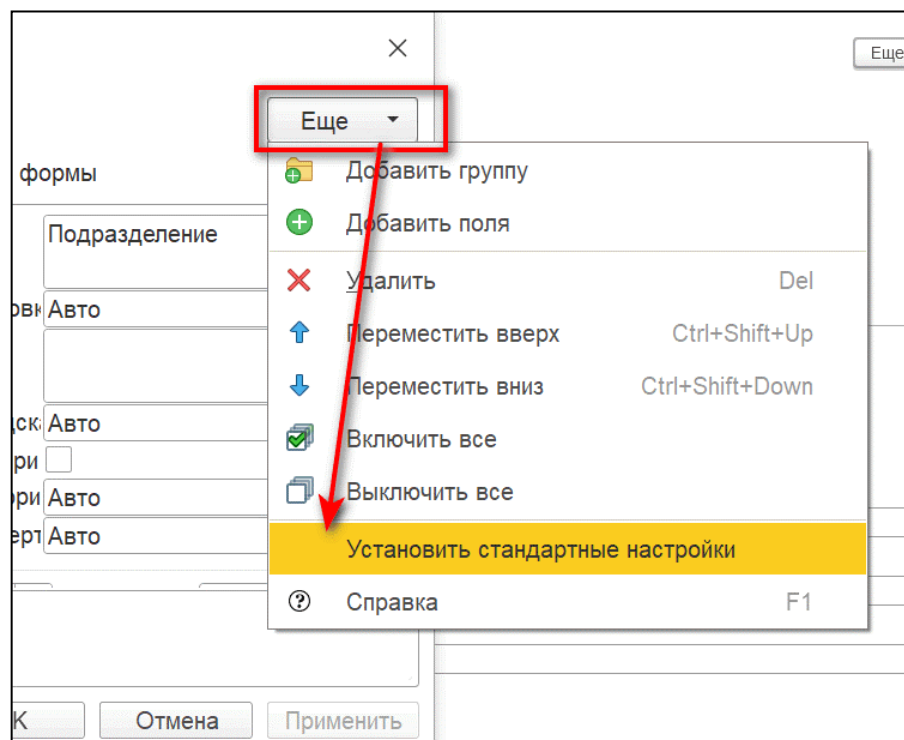 Еще
Еще
формы
Добавить группу
Подразделение
Добавить поля
Удалить Del
Авто
Переместить вверх Ctrl+Shift+Up
Переместить вниз Ctrl+Shift+Down
Авто
Включить все
Авто
Выключить все
Авто
Установить стандартные настройки
Справка F1
Отмена
Применить